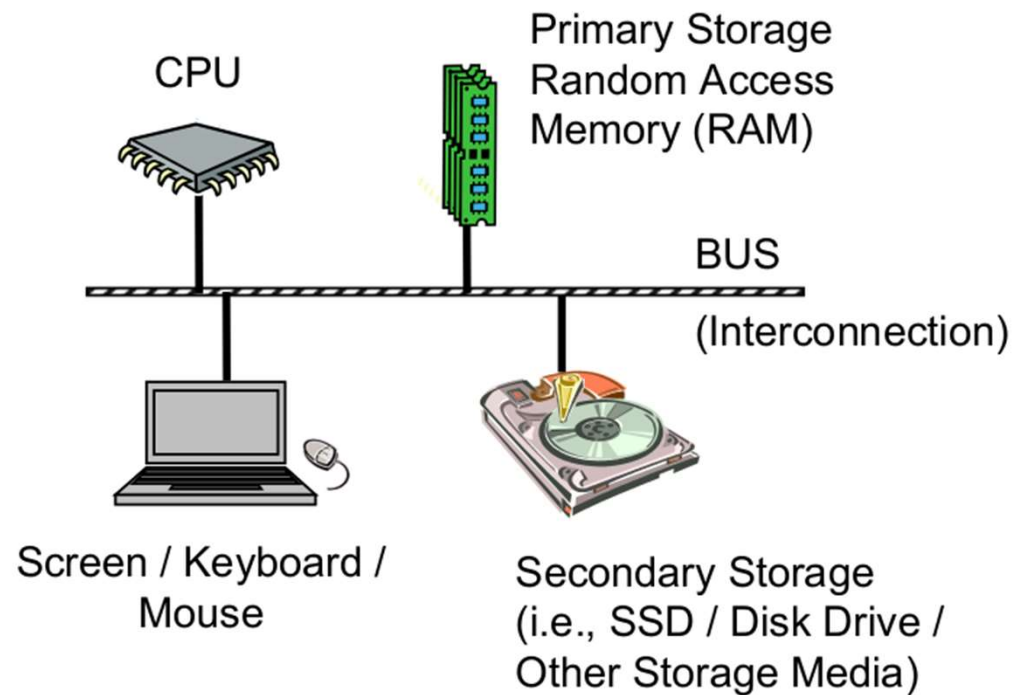 CPU
Primary Storage
Random Access
Memory (RAM)
BUS
(Interconnection)
Screen / Keyboard /
Mouse
Secondary Storage
(i.e., SSD / Disk Drive /
Other Storage Media)